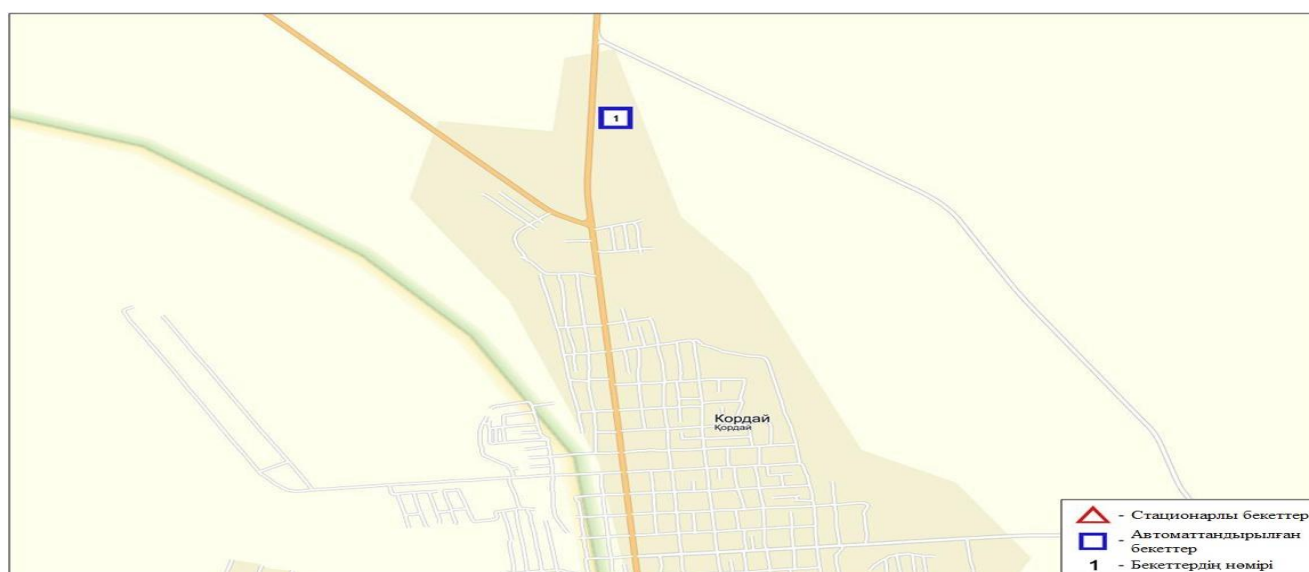 1
Кордай
Қордай
- Стационарлы бекеттер
- Автоматтандырылған
бекеттер
1 - Бекеттердің нөмірі